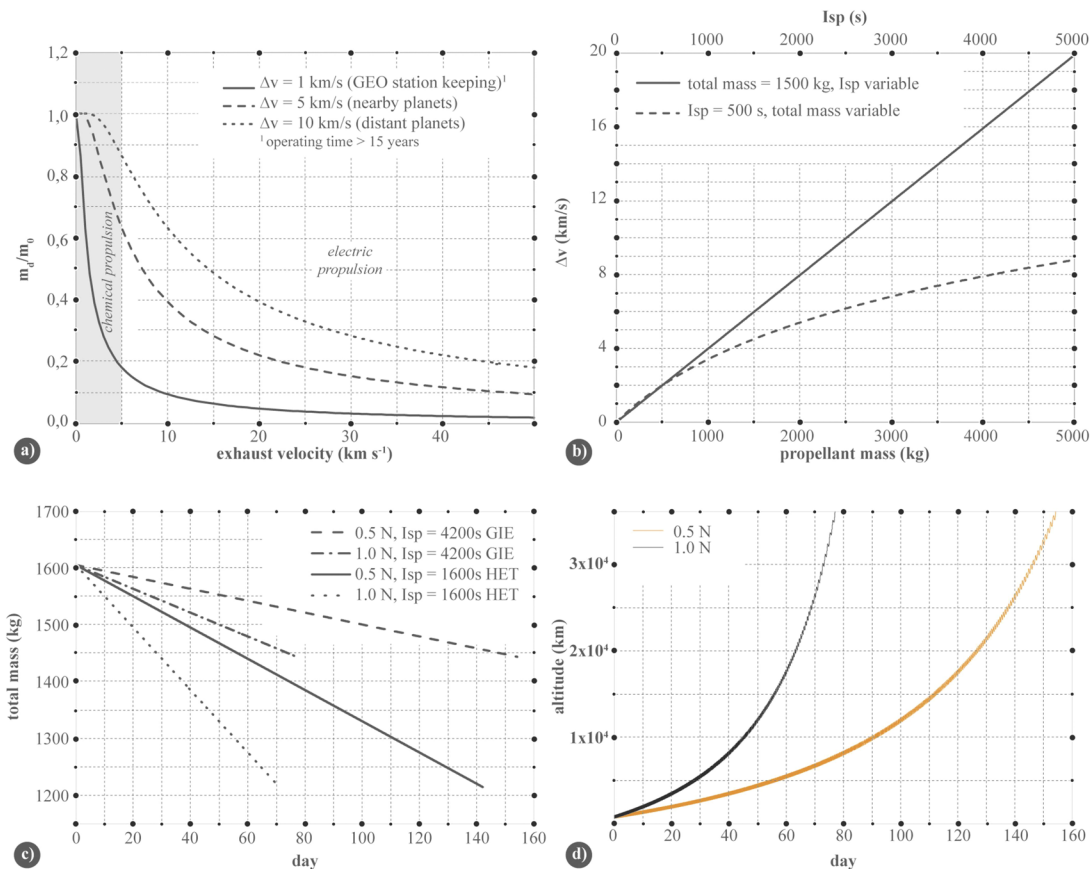 1,2
1,0
0,8
0,6
0,4
0,2
0,0
m_d/m_0
Δv = 1 km/s (GEO station keeping)¹
Δv = 5 km/s (nearby planets)
Δv = 10 km/s (distant planets)
¹ operating time > 15 years
chemical propulsion
electric
propulsion
0 10 20 30 40
a)
exhaust velocity (km s⁻¹)
Isp (s)
0 1000 2000 3000 4000 5000
20
16
12
8
4
0
Δv (km/s)
total mass = 1500 kg, Isp variable
Isp = 500 s, total mass variable
1000 2000 3000 4000 5000
b)
propellant mass (kg)
1700
1600
1500
1400
1300
1200
total mass (kg)
0.5 N, Isp = 4200s GIE
1.0 N, Isp = 4200s GIE
0.5 N, Isp = 1600s HET
1.0 N, Isp = 1600s HET
0 20 40 60 80 100 120 140 160
c)
day
0.5 N
1.0 N
3x10⁴
2x10⁴
1x10⁴
altitude (km)
0 20 40 60 80 100 120 140 160
d)
day